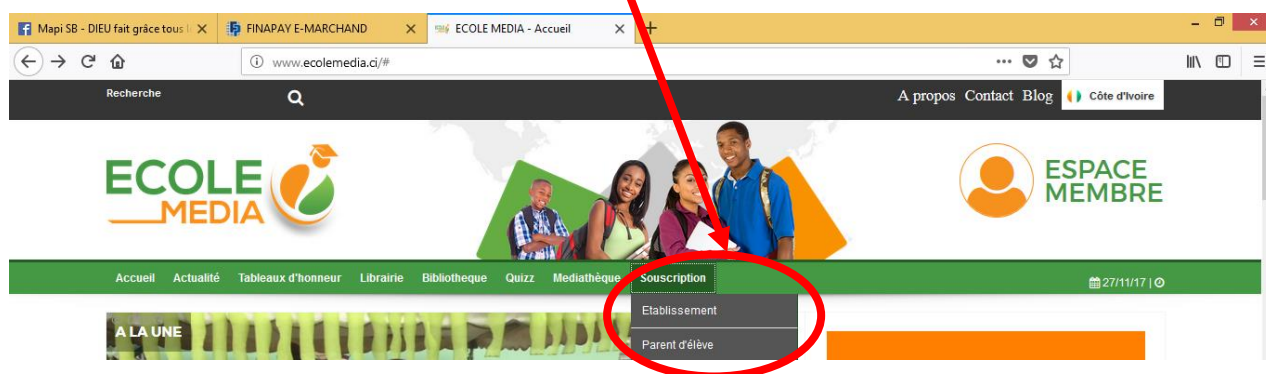 Mapi SB - DIEU fait grâce tous
FINAPAY E-MARCHAND
ECOLE MEDIA - Accueil
www.ecolemedia.ci/#
Recherche
A propos Contact Blog Côte d'Ivoire
ECOLE
MEDIA
ESPACE
MEMBRE
Accueil Actualité Tableaux d'honneur Librairie Bibliotheque Quizz Mediathèque Souscription
27/11/17 |
Etablissement
A LA UNE
Parent d'élève